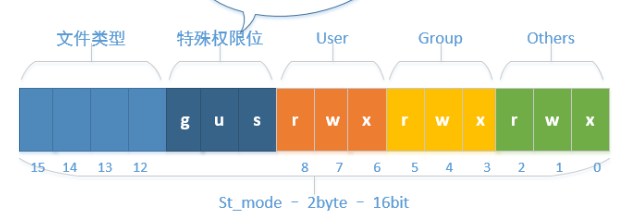 文件类型 特殊权限位 User Group Others
g u s r w x r w x r w x
15 14 13 12 8 7 6 5 4 3 2 1 0
St_mode - 2byte - 16bit